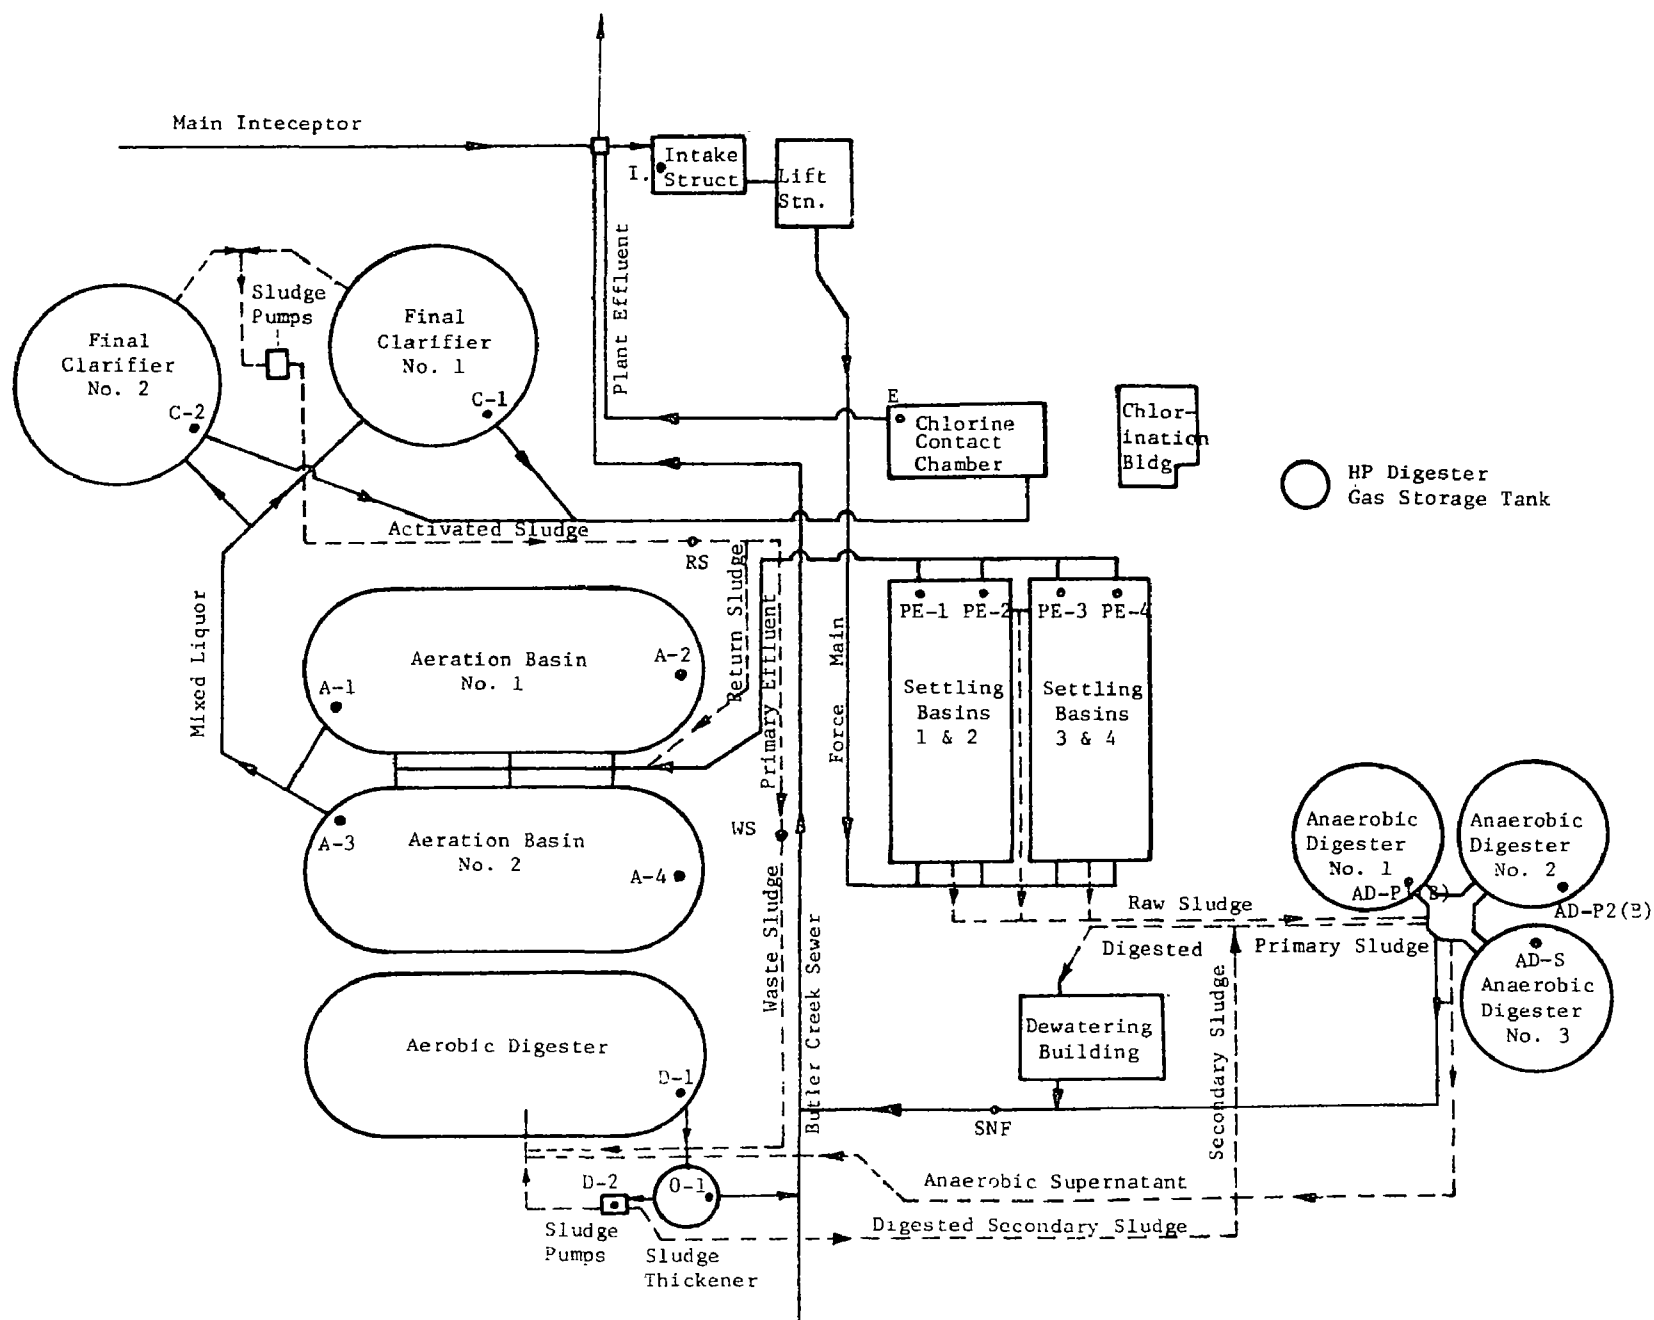 Main Inteceptor
I.
Intake
Struct
Lift
Stn.
Plant Effluent
Sludge
Pumps
Final
Clarifier
No. 2
C-2
Final
Clarifier
No. 1
C-1
E
Chlorine
Contact
Chamber
Chlor-
ination
Bldg
HP Digester
Gas Storage Tank
Activated Sludge
RS
Mixed Liquor
Return Sludge
Primary Effluent
Force Main
PE-1
PE-2
PE-3
PE-4
Aeration Basin
No. 1
A-1
A-2
Settling
Basins
1 & 2
Settling
Basins
3 & 4
WS
Aeration Basin
No. 2
A-3
A-4
Waste Sludge
Butler Creek Sewer
Anaerobic
Digester
No. 1
AD-P1(B)
Anaerobic
Digester
No. 2
AD-P2(B)
Raw Sludge
Digested
Primary Sludge
AD-S
Anaerobic
Digester
No. 3
Dewatering
Building
Secondary Sludge
Aerobic Digester
D-1
SNF
D-2
O-1
Anaerobic Supernatant
Digested Secondary Sludge
Sludge
Pumps
Sludge
Thickener